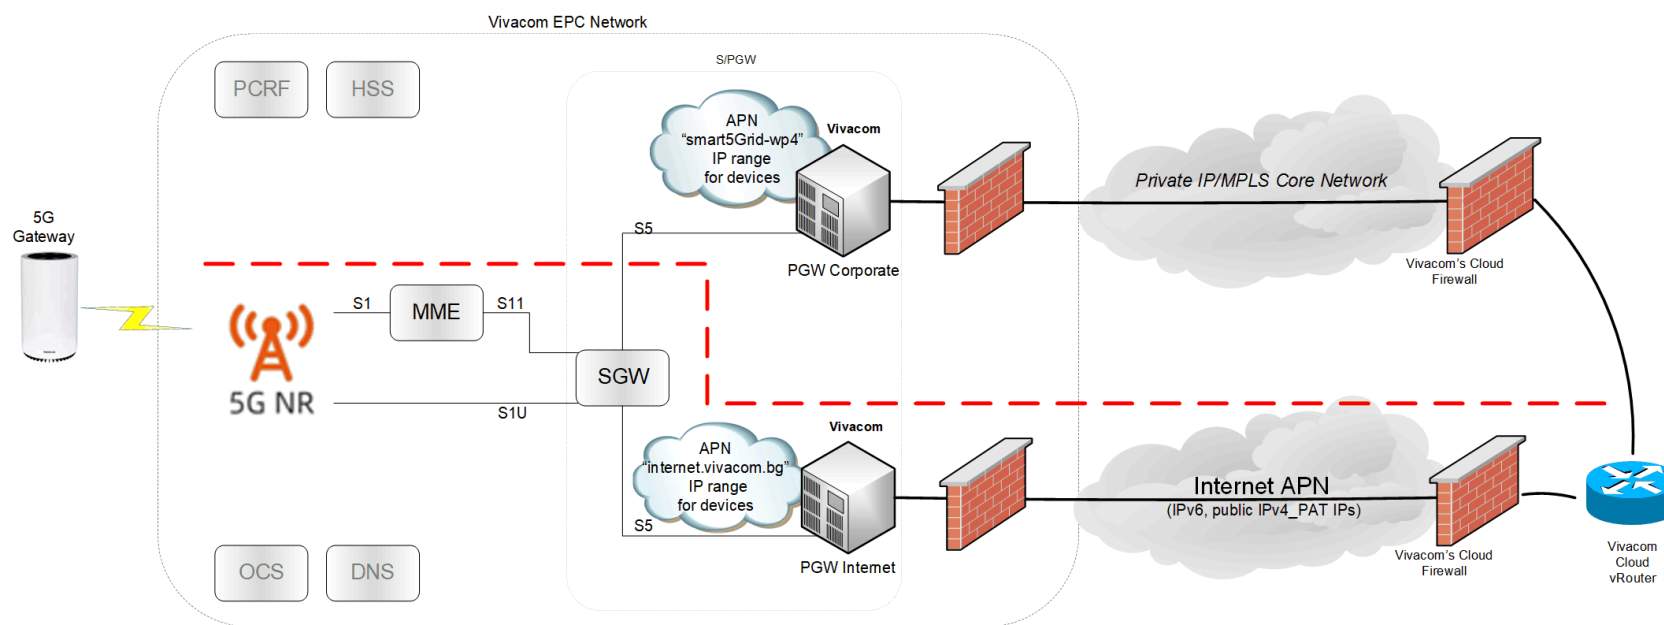 Vivacom EPC Network
S/PGW
PCRF
HSS
APN
“smart5Grid-wp4”
IP range
for devices
Vivacom
Private IP/MPLS Core Network
5G
Gateway
S5
PGW Corporate
Vivacom’s Cloud
Firewall
S1
MME
S11
SGW
5G NR
S1U
Vivacom
APN
“internet.vivacom.bg”
IP range
for devices
Internet APN
(IPv6, public IPv4_PAT IPs)
S5
PGW Internet
Vivacom’s Cloud
Firewall
Vivacom
Cloud
vRouter
OCS
DNS